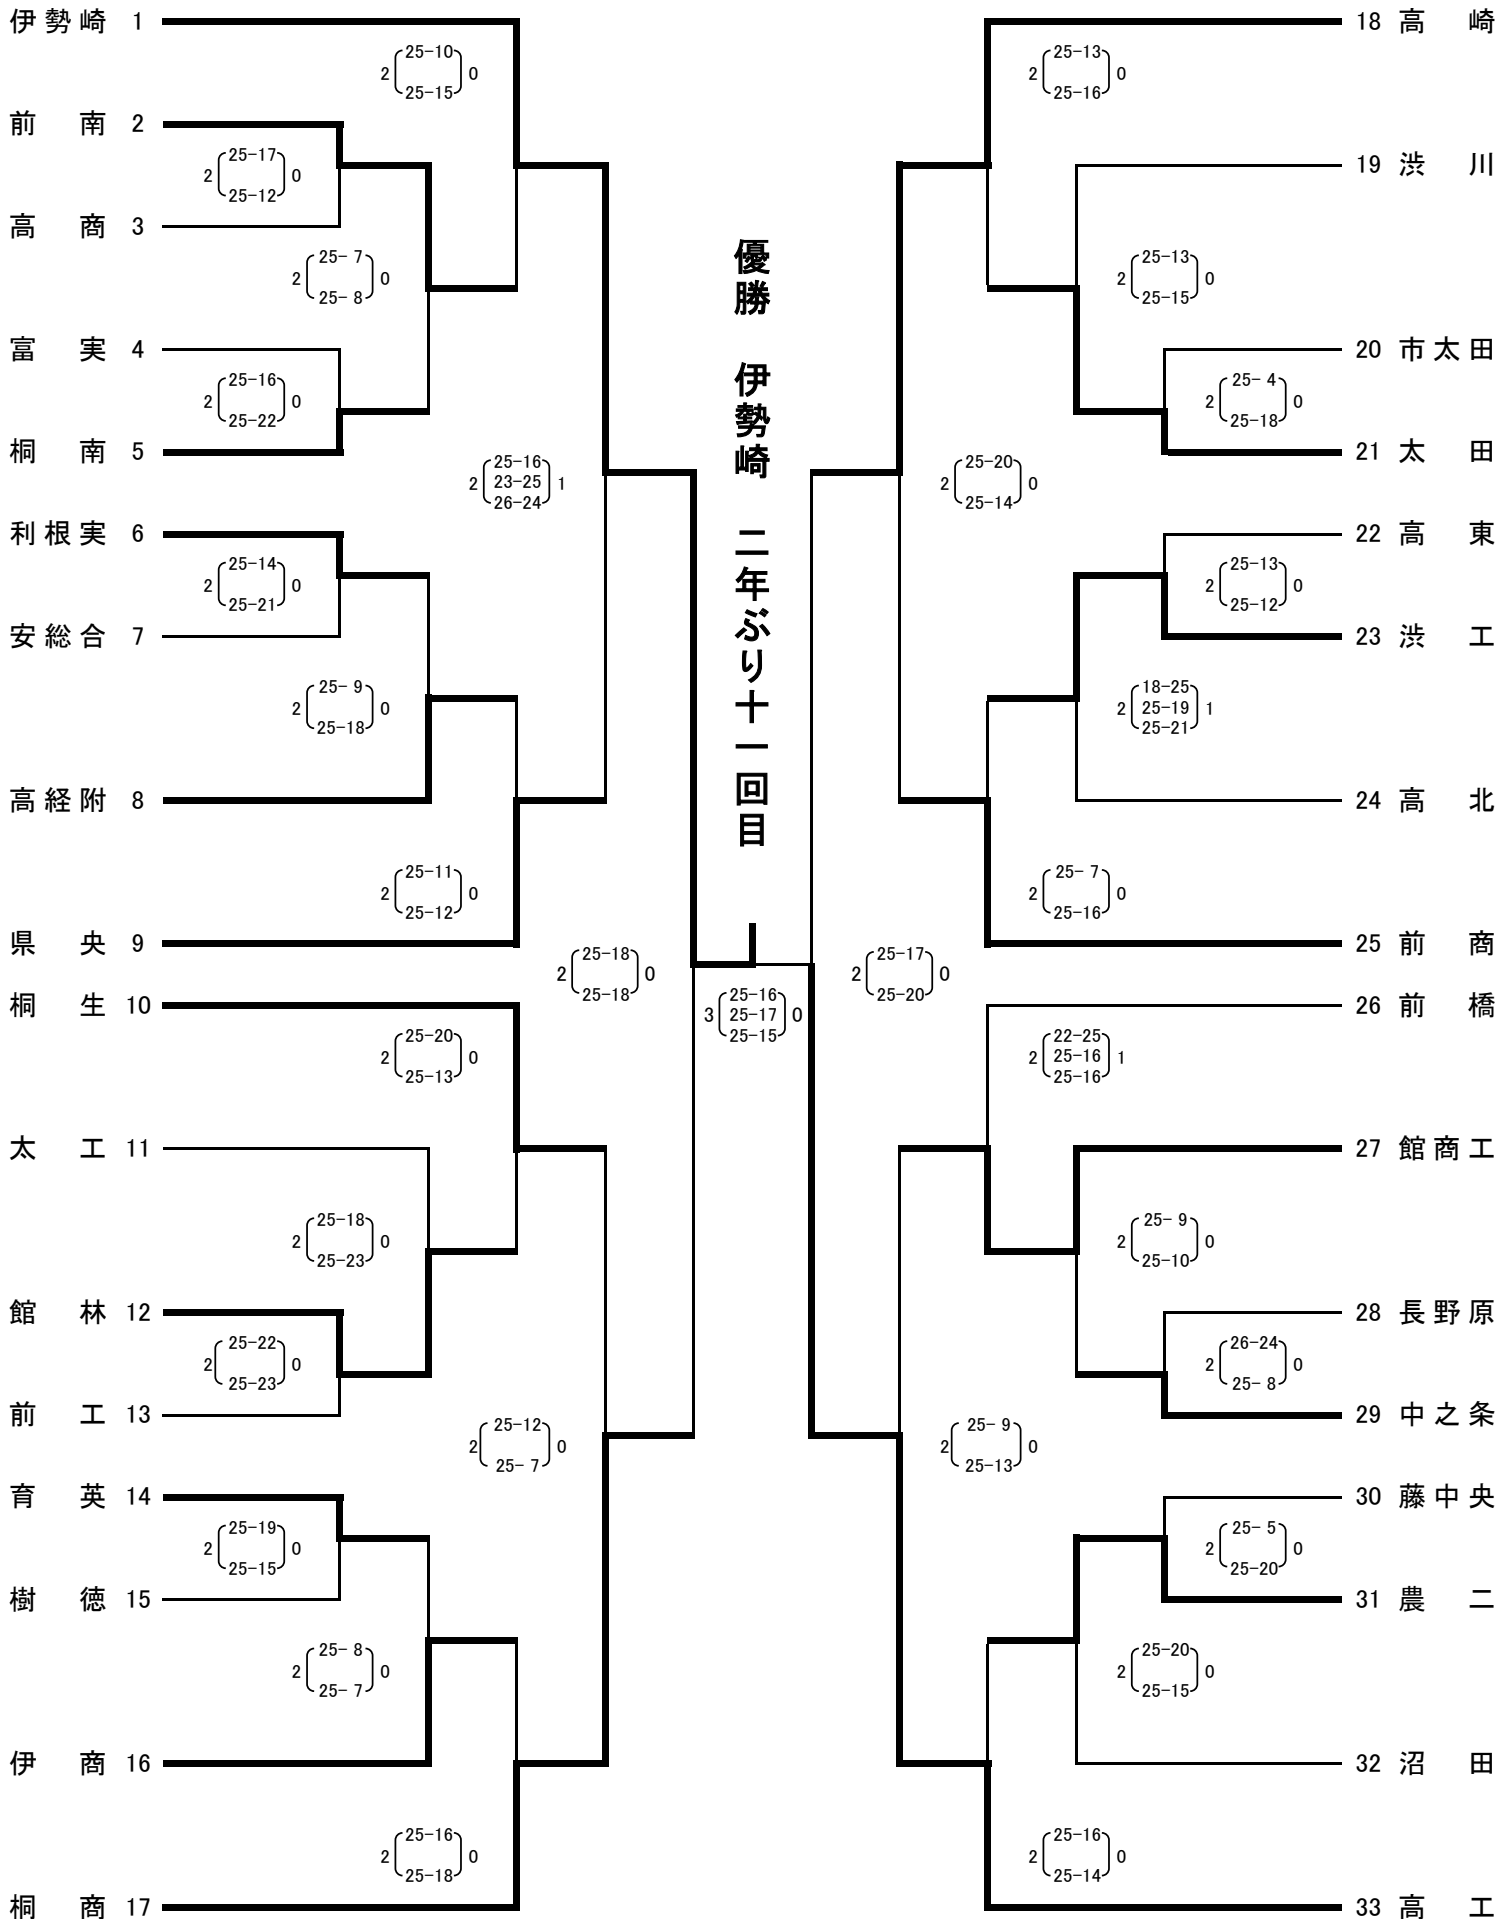 伊勢崎 1
25-10
2 0
25-15
前南 2
25-17
2 0
25-12
高商 3
25- 7
2 0
25- 8
富実 4
25-16
2 0
25-22
桐南 5
25-16
2 23-25 1
26-24
利根実 6
25-14
2 0
25-21
安総合 7
25- 9
2 0
25-18
高経附 8
25-11
2 0
25-12
県央 9
25-18
2 0
25-18
桐生 10
25-20
2 0
25-13
太工 11
25-18
2 0
25-23
館林 12
25-22
2 0
25-23
前工 13
25-12
2 0
25- 7
育英 14
25-19
2 0
25-15
樹徳 15
25- 8
2 0
25- 7
伊商 16
25-16
2 0
25-18
桐商 17
優勝 伊勢崎 二年ぶり十一回目
25-16
3 25-17 0
25-15
18 高崎
25-13
2 0
25-16
19 渋川
25-13
2 0
25-15
20 市太田
25- 4
2 0
25-18
21 太田
25-20
2 0
25-14
22 高東
25-13
2 0
25-12
23 渋工
18-25
2 25-19 1
25-21
24 高北
25- 7
2 0
25-16
25 前商
25-17
2 0
25-20
26 前橋
22-25
2 25-16 1
25-16
27 館商工
25- 9
2 0
25-10
28 長野原
26-24
2 0
25- 8
29 中之条
25- 9
2 0
25-13
30 藤中央
25- 5
2 0
25-20
31 農二
25-20
2 0
25-15
32 沼田
25-16
2 0
25-14
33 高工